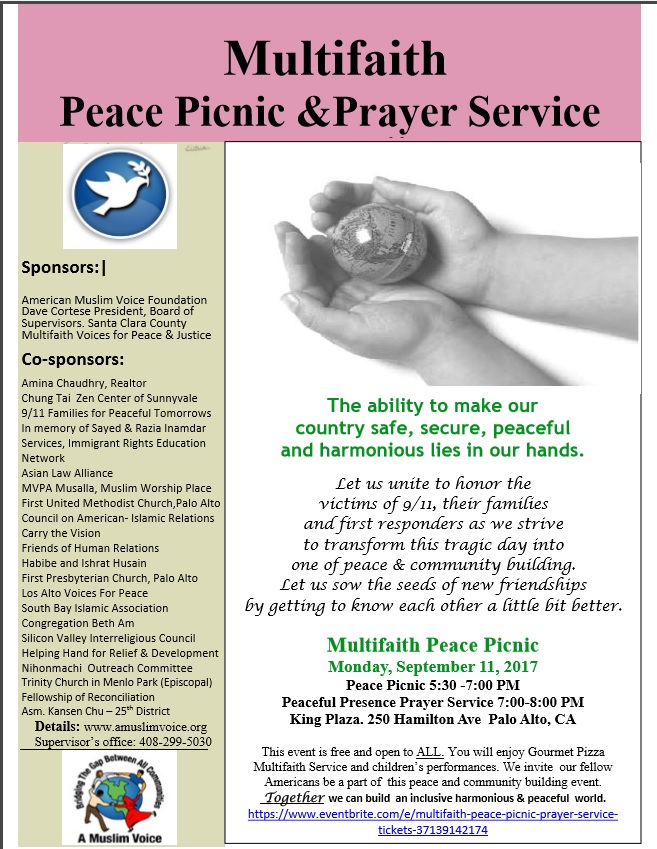 Multifaith
Peace Picnic &Prayer Service
Sponsors:|
American Muslim Voice Foundation
Dave Cortese President, Board of
Supervisors. Santa Clara County
Multifaith Voices for Peace & Justice
Co-sponsors:
Amina Chaudhry, Realtor
Chung Tai Zen Center of Sunnyvale
9/11 Families for Peaceful Tomorrows
In memory of Sayed & Razia Inamdar
Services, Immigrant Rights Education
Network
Asian Law Alliance
MVPA Musalla, Muslim Worship Place
First United Methodist Church,Palo Alto
Council on American- Islamic Relations
Carry the Vision
Friends of Human Relations
Habibe and Ishrat Husain
First Presbyterian Church, Palo Alto
Los Alto Voices For Peace
South Bay Islamic Association
Congregation Beth Am
Silicon Valley Interreligious Council
Helping Hand for Relief & Development
Nihonmachi Outreach Committee
Trinity Church in Menlo Park (Episcopal)
Fellowship of Reconciliation
Asm. Kansen Chu – 25th District
Details: www.amuslimvoice.org
Supervisor's office: 408-299-5030
Bridging The Gap Between All Communities
A Muslim Voice
The ability to make our
country safe, secure, peaceful
and harmonious lies in our hands.
Let us unite to honor the
victims of 9/11, their families
and first responders as we strive
to transform this tragic day into
one of peace & community building.
Let us sow the seeds of new friendships
by getting to know each other a little bit better.
Multifaith Peace Picnic
Monday, September 11, 2017
Peace Picnic 5:30 -7:00 PM
Peaceful Presence Prayer Service 7:00-8:00 PM
King Plaza. 250 Hamilton Ave Palo Alto, CA
This event is free and open to ALL. You will enjoy Gourmet Pizza
Multifaith Service and children's performances. We invite our fellow
Americans be a part of this peace and community building event.
Together we can build an inclusive harmonious & peaceful world.
https://www.eventbrite.com/e/multifaith-peace-picnic-prayer-service-
tickets-37139142174